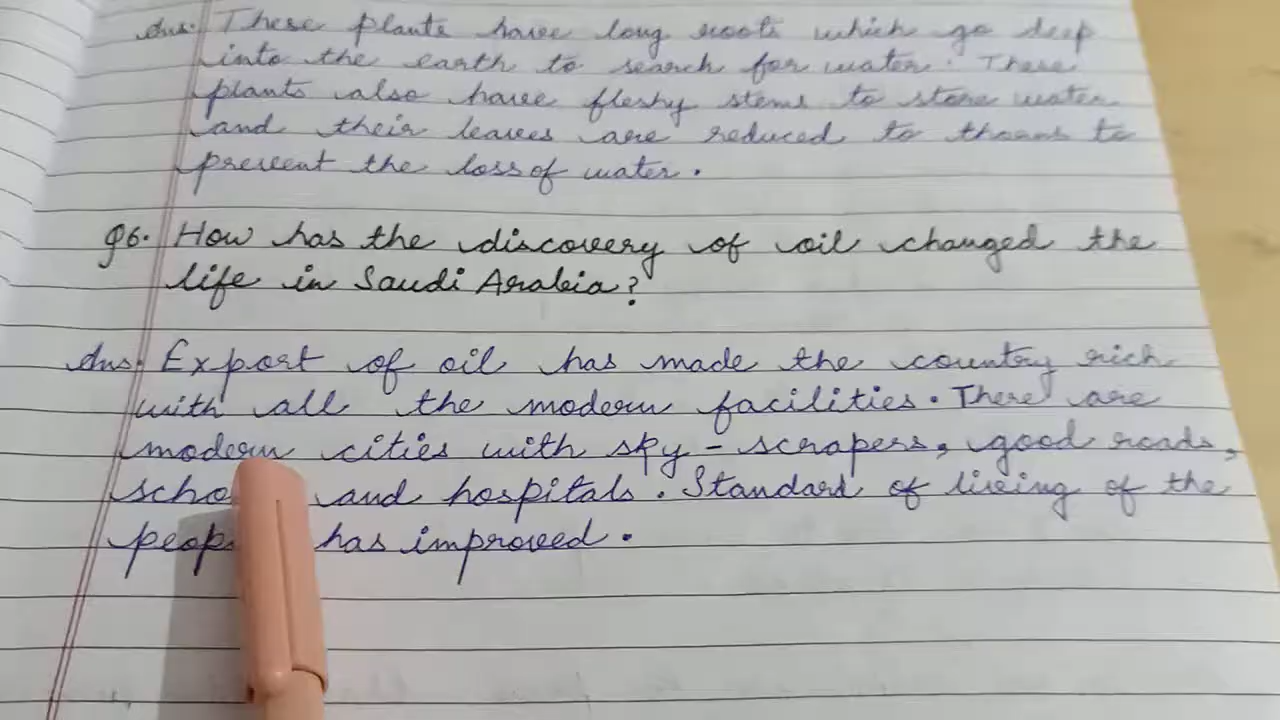 Ans. These plants have long roots which go deep
into the earth to search for water. These
plants also have fleshy stems to store water
and their leaves are reduced to thorns to
prevent the loss of water.
Q6. How has the discovery of oil changed the
life in Saudi Arabia?
Ans. Export of oil has made the country rich
with all the modern facilities. There are
modern cities with sky-scrapers, good roads,
scho and hospitals. Standard of living of the
peop has improved.